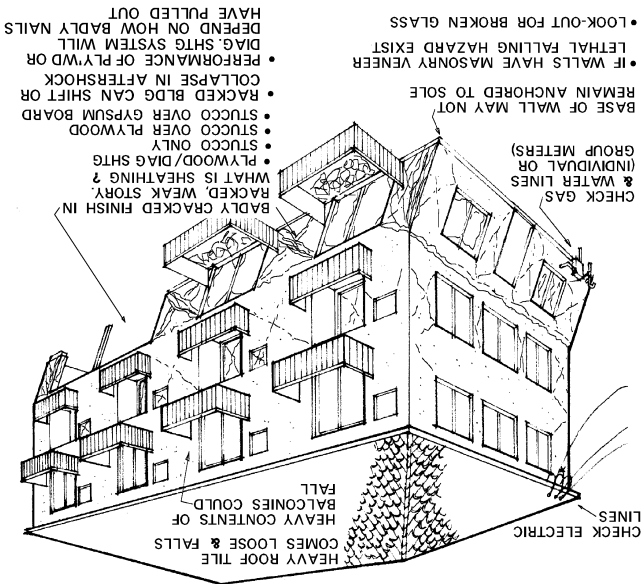 HEAVY ROOF TILE
COMES LOOSE & FALLS
CHECK ELECTRIC
LINES
HEAVY CONTENTS OF
BALCONIES COULD
FALL
CHECK GAS
& WATER LINES
(INDIVIDUAL OR
GROUP METERS)
BASE OF WALL MAY NOT
REMAIN ANCHORED TO SOLE
• IF WALLS HAVE MASONRY VENEER
LETHAL FALLING HAZARD EXIST
• LOOK-OUT FOR BROKEN GLASS
BADLY CRACKED FINISH IN
RACKED, WEAK STORY.
WHAT IS SHEATHING ?
• PLYWOOD/DIAG SHTG
• STUCCO ONLY
• STUCCO OVER PLYWOOD
• STUCCO OVER GYPSUM BOARD
• RACKED BLDG CAN SHIFT OR
COLLAPSE IN AFTERSHOCK
• PERFORMANCE OF PLY'WD OR
DIAG. SHTG SYSTEM WILL
DEPEND ON HOW BADLY NAILS
HAVE PULLED OUT